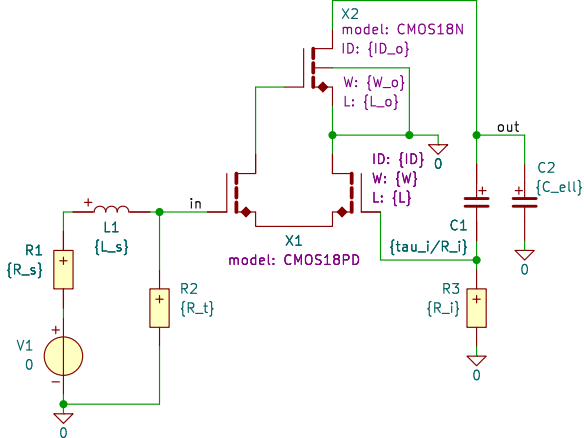 X2
model: CMOS18N
ID: {ID_o}
W: {W_o}
L: {L_o}
0
out
ID: {ID}
W: {W}
L: {L}
C2
{C_ell}
in
L1
{L_s}
X1
model: CMOS18PD
C1
{tau_i/R_i}
0
R1
{R_s}
R2
{R_t}
R3
{R_i}
V1
0
0
0